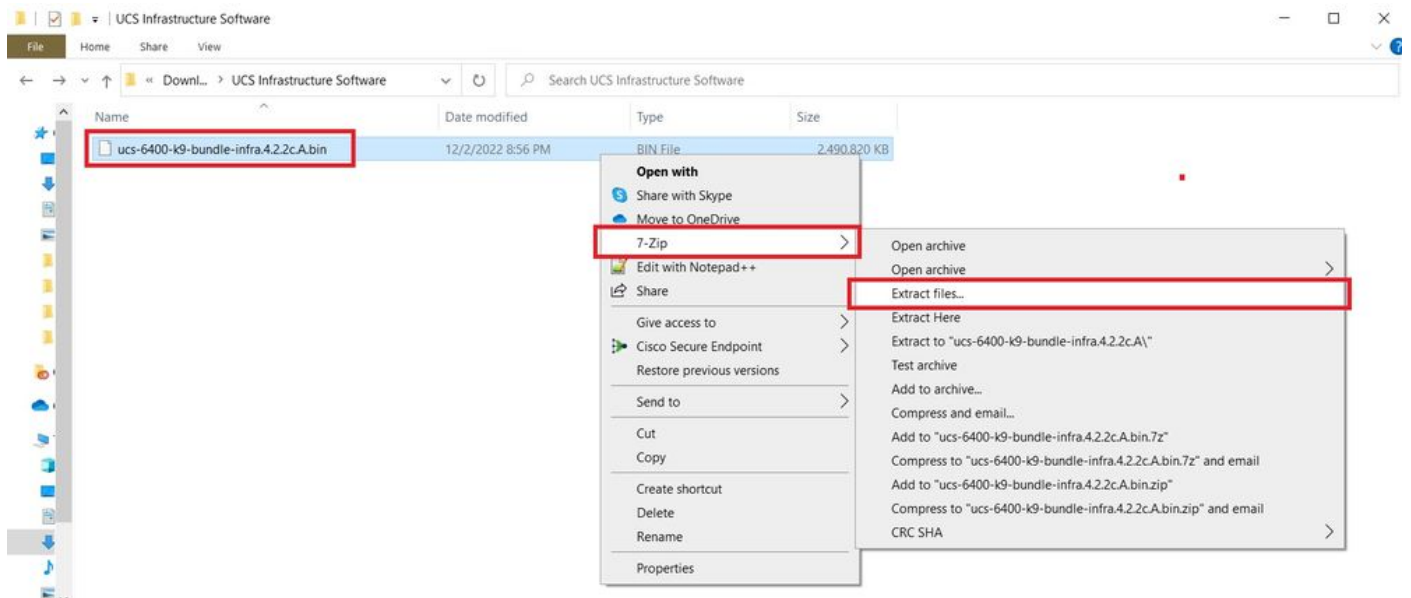 UCS Infrastructure Software
File Home Share View
« Downl... > UCS Infrastructure Software
Search UCS Infrastructure Software
Name Date modified Type Size
ucs-6400-k9-bundle-infra.4.2.2c.A.bin 12/2/2022 8:56 PM BIN File 2.490.820 KB
Open with
Share with Skype
Move to OneDrive
7-Zip
Edit with Notepad++
Share
Give access to
Cisco Secure Endpoint
Restore previous versions
Send to
Cut
Copy
Create shortcut
Delete
Rename
Properties
Open archive
Open archive
Extract files...
Extract Here
Extract to "ucs-6400-k9-bundle-infra.4.2.2c.A\"
Test archive
Add to archive...
Compress and email...
Add to "ucs-6400-k9-bundle-infra.4.2.2c.A.bin.7z"
Compress to "ucs-6400-k9-bundle-infra.4.2.2c.A.bin.7z" and email
Add to "ucs-6400-k9-bundle-infra.4.2.2c.A.bin.zip"
Compress to "ucs-6400-k9-bundle-infra.4.2.2c.A.bin.zip" and email
CRC SHA